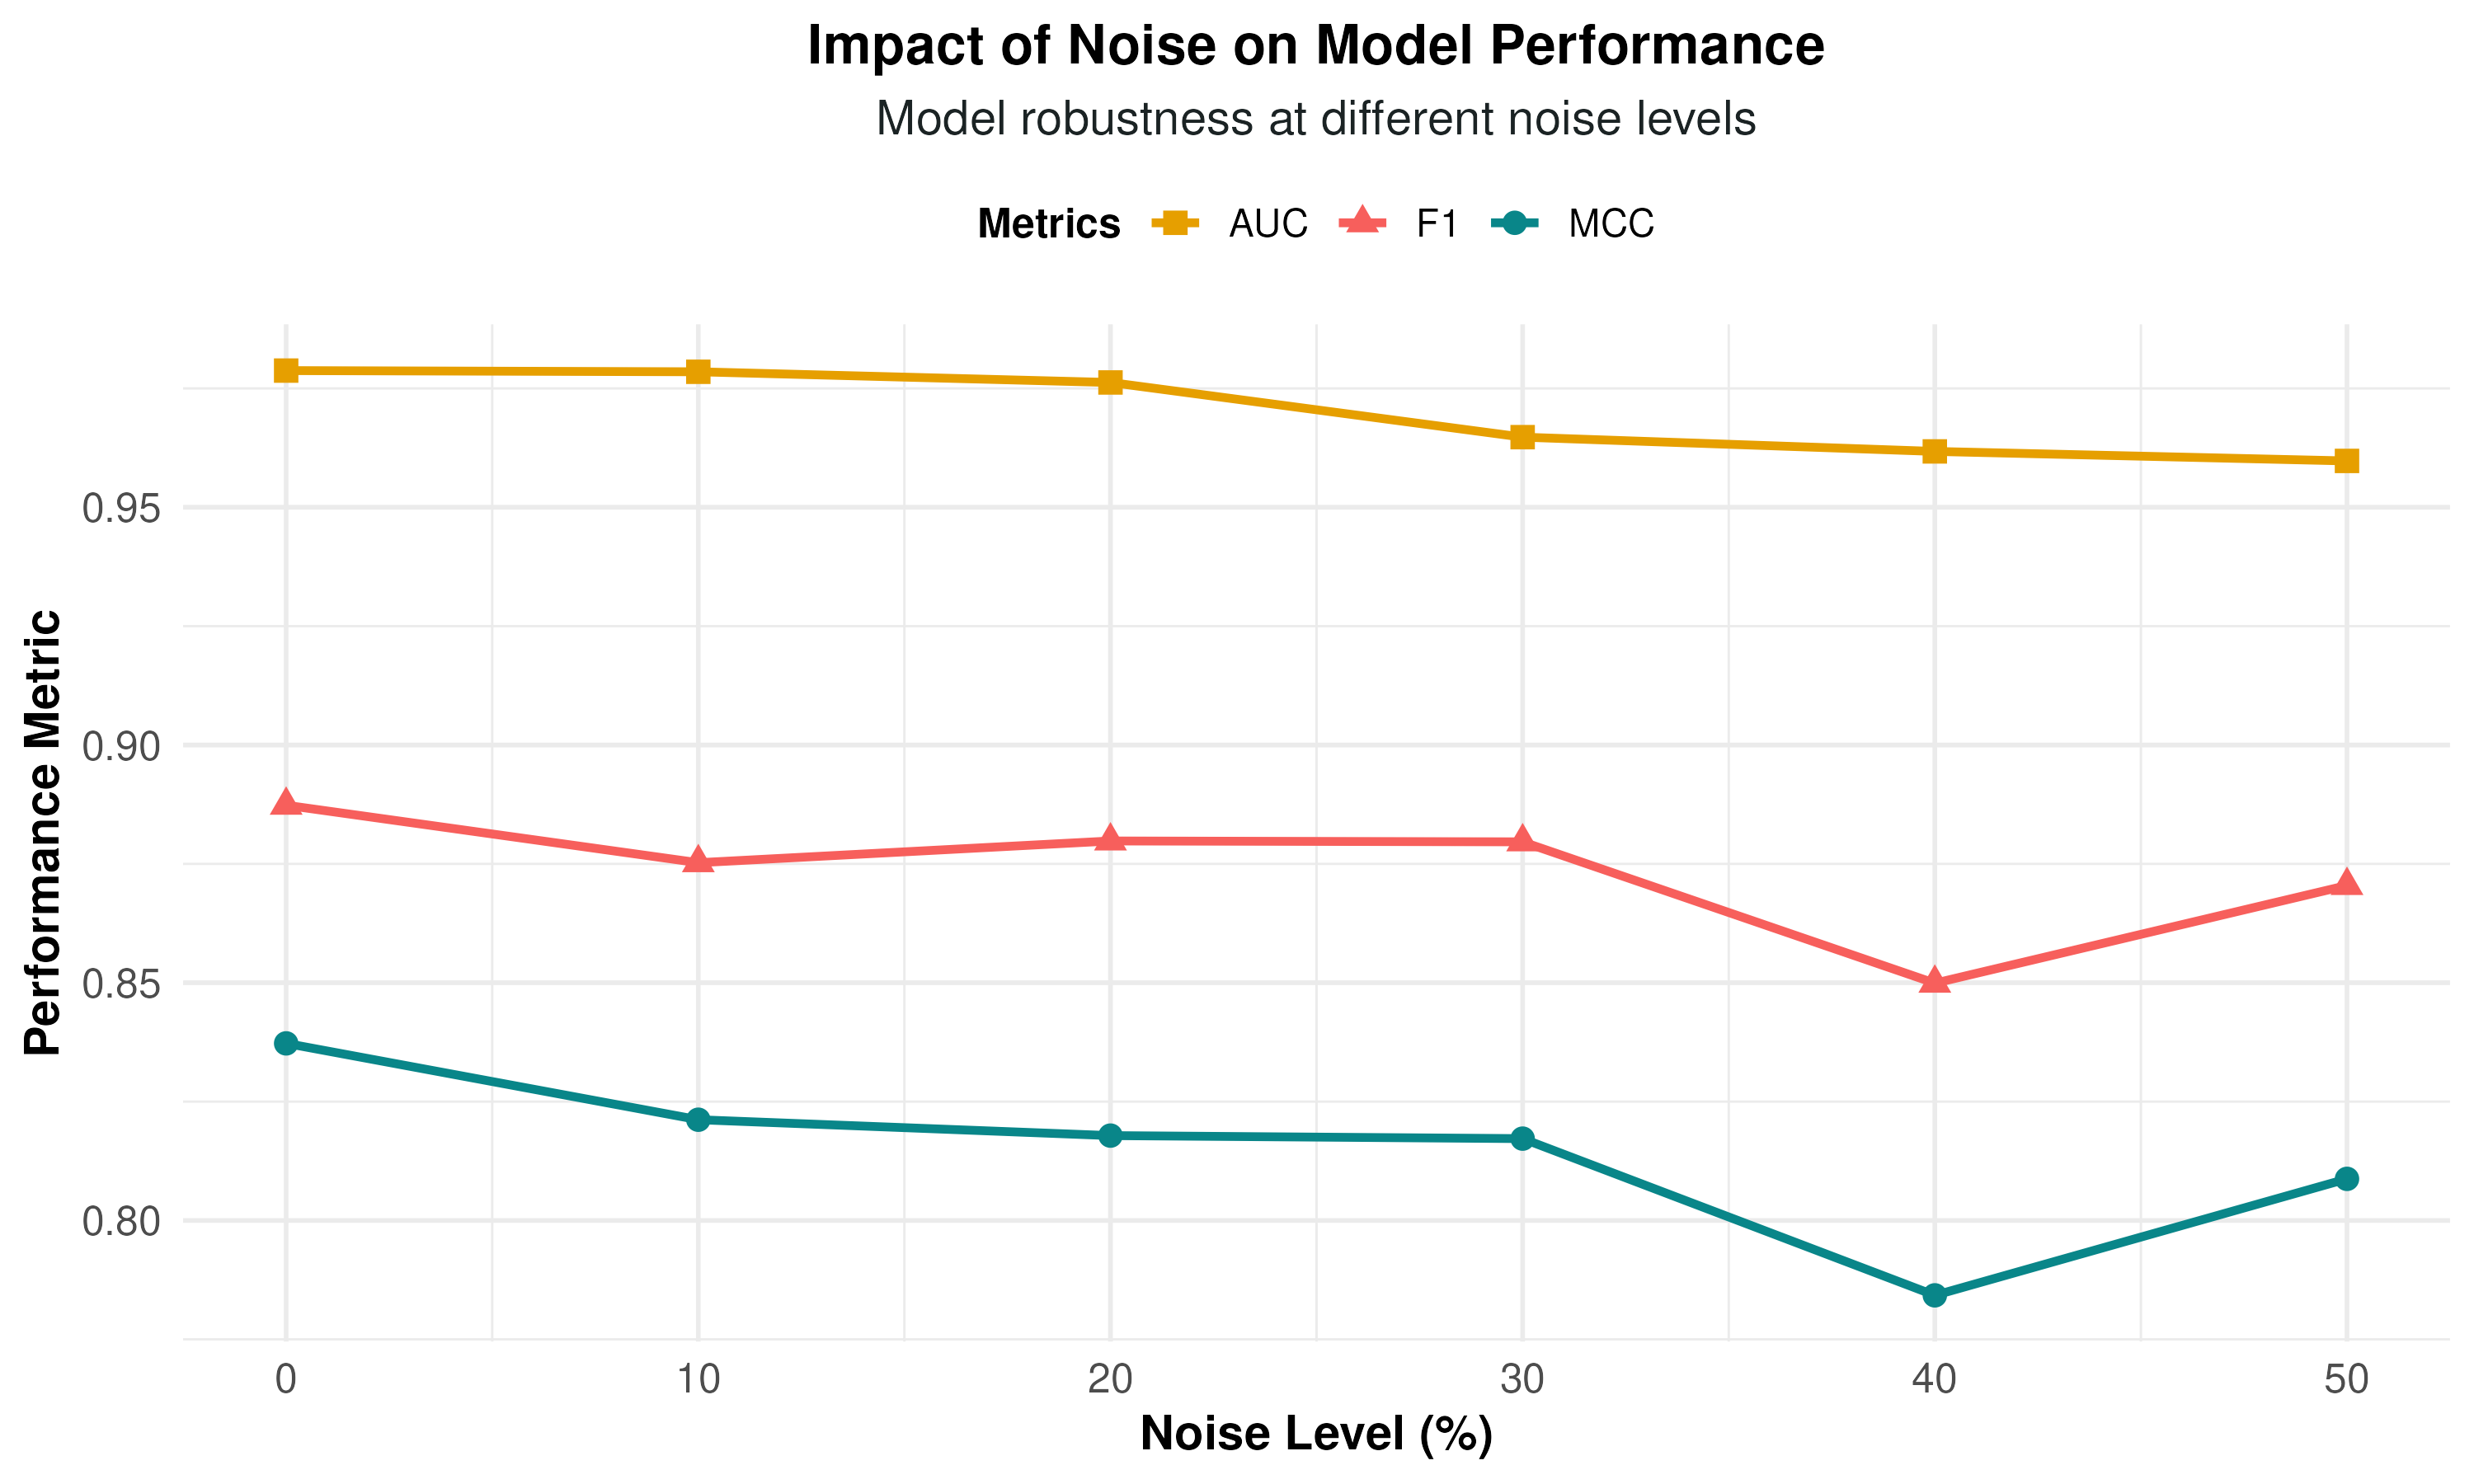 Impact of Noise on Model Performance
Model robustness at different noise levels
Metrics AUC F1 MCC
Performance Metric
0.95
0.90
0.85
0.80
0 10 20 30 40 50
Noise Level (%)